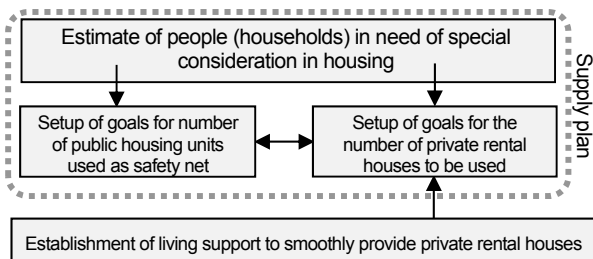 Estimate of people (households) in need of special
consideration in housing
Supply plan
Setup of goals for number
of public housing units
used as safety net
Setup of goals for the
number of private rental
houses to be used
Establishment of living support to smoothly provide private rental houses